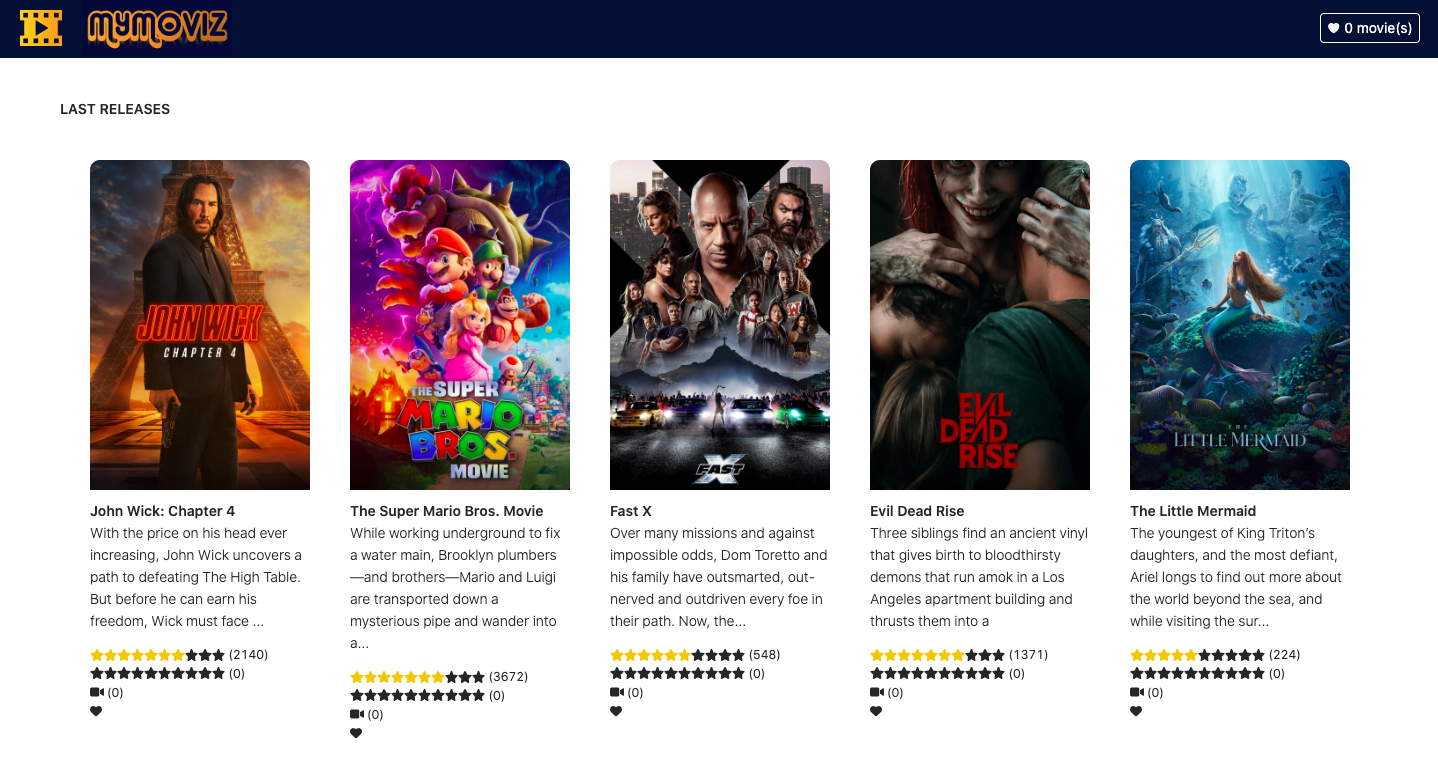 mymoviz
0 movie(s)
LAST RELEASES
JOHN WICK
CHAPTER 4
THE SUPER
MARIO
BROS.
MOVIE
FAST X
EVIL
DEAD
RISE
THE
LITTLE MERMAID
John Wick: Chapter 4
With the price on his head ever
increasing, John Wick uncovers a
path to defeating The High Table.
But before he can earn his
freedom, Wick must face ...
(2140)
(0)
(0)
The Super Mario Bros. Movie
While working underground to fix
a water main, Brooklyn plumbers
—and brothers—Mario and Luigi
are transported down a
mysterious pipe and wander into
a...
(3672)
(0)
(0)
Fast X
Over many missions and against
impossible odds, Dom Toretto and
his family have outsmarted, out-
nerved and outdriven every foe in
their path. Now, the...
(548)
(0)
(0)
Evil Dead Rise
Three siblings find an ancient vinyl
that gives birth to bloodthirsty
demons that run amok in a Los
Angeles apartment building and
thrusts them into a
(1371)
(0)
(0)
The Little Mermaid
The youngest of King Triton’s
daughters, and the most defiant,
Ariel longs to find out more about
the world beyond the sea, and
while visiting the sur...
(224)
(0)
(0)